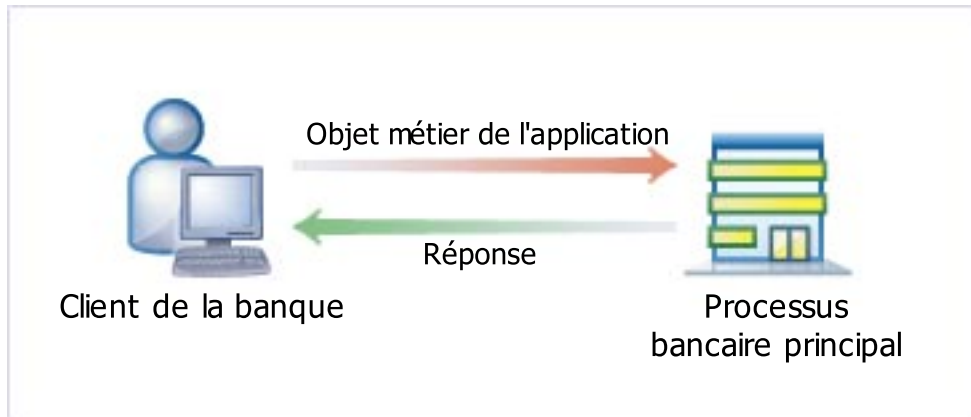 Objet métier de l'application
Réponse
Client de la banque
Processus
bancaire principal